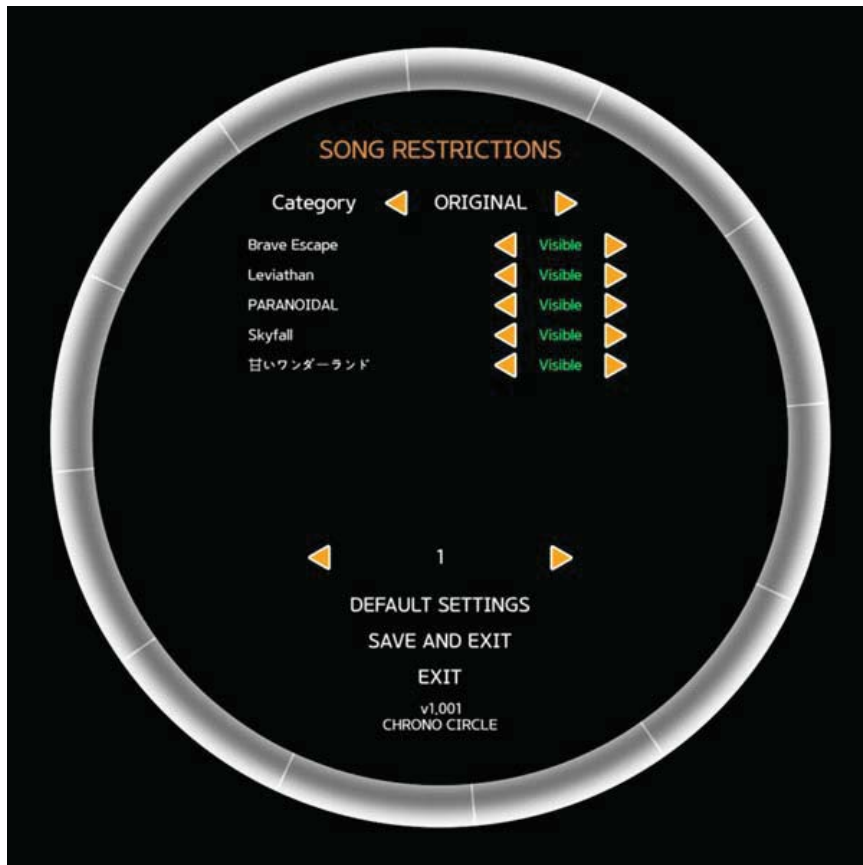 SONG RESTRICTIONS
Category ORIGINAL
Brave Escape Visible
Leviathan Visible
PARANOIDAL Visible
Skyfall Visible
甘いワンダーランド Visible
1
DEFAULT SETTINGS
SAVE AND EXIT
EXIT
v1,001
CHRONO CIRCLE